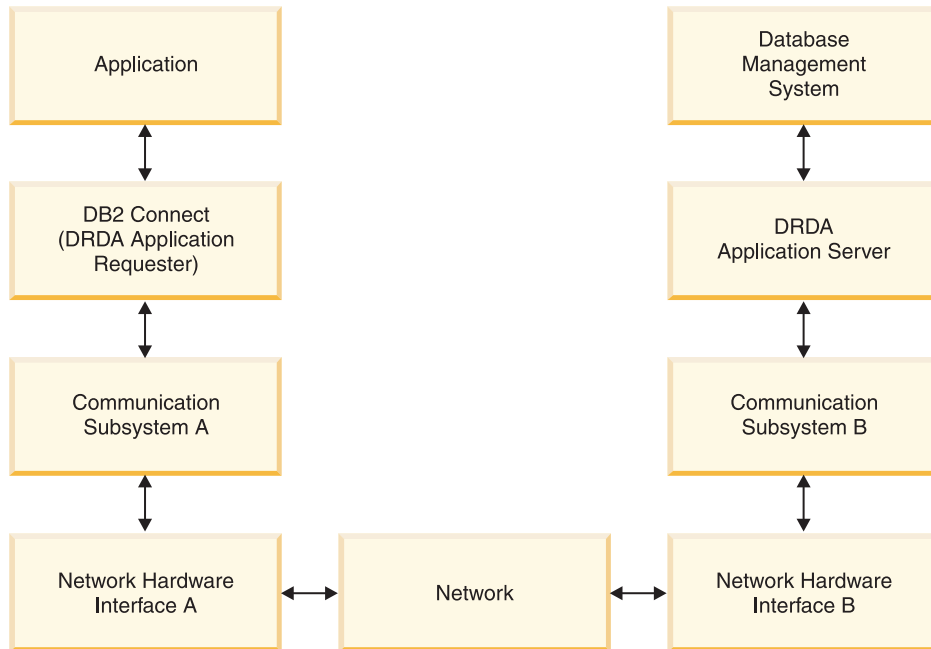 Application
Database
Management
System
DB2 Connect
(DRDA Application
Requester)
DRDA
Application Server
Communication
Subsystem A
Communication
Subsystem B
Network Hardware
Interface A
Network
Network Hardware
Interface B